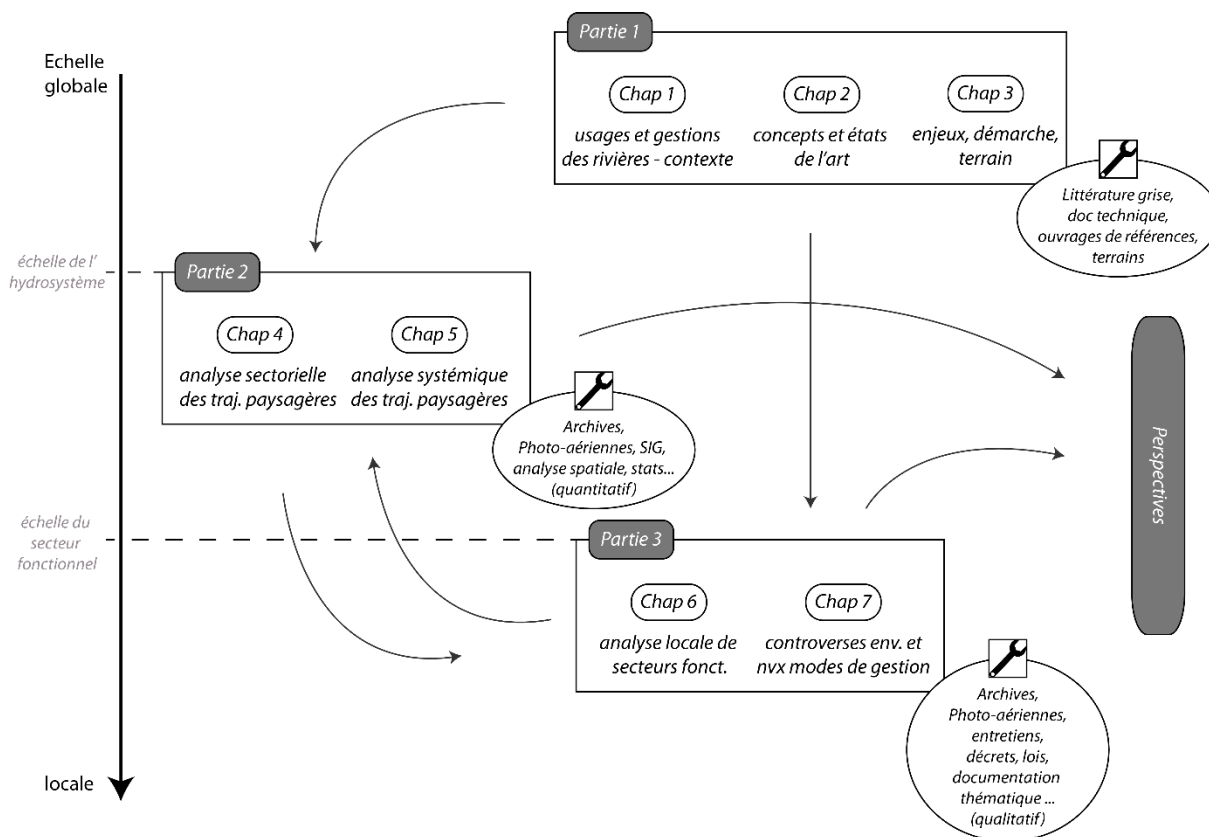 Echelle
globale
Partie 1
Chap 1
usages et gestions
des rivières - contexte
Chap 2
concepts et états
de l'art
Chap 3
enjeux, démarche,
terrain
Littérature grise,
doc technique,
ouvrages de références,
terrains
échelle de l'
hydrosystème
Partie 2
Chap 4
analyse sectorielle
des traj. paysagères
Chap 5
analyse systémique
des traj. paysagères
Archives,
Photo-aériennes, SIG,
analyse spatiale, stats...
(quantitatif)
Perspectives
échelle du
secteur
fonctionnel
Partie 3
Chap 6
analyse locale de
secteurs fonct.
Chap 7
controverses env. et
nvx modes de gestion
Archives,
Photo-aériennes,
entretiens,
décrets, lois,
documentation
thématique ...
(qualitatif)
locale